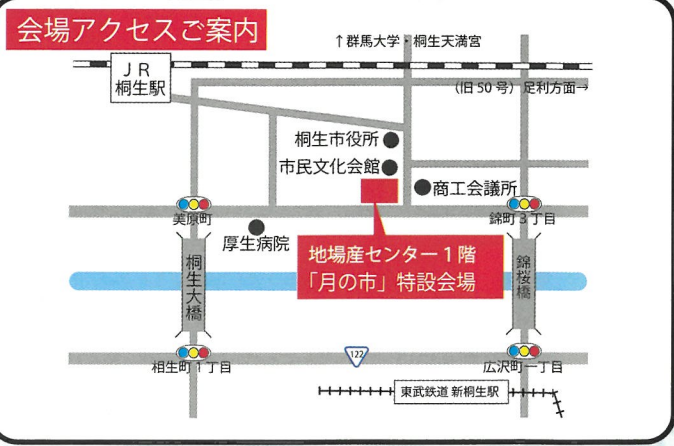 会場アクセスご案内
↑群馬大学・桐生天満宮
JR
桐生駅
（旧50号）足利方面→
桐生市役所
市民文化会館
商工会議所
美原町
錦町3丁目
厚生病院
地場産センター1階
「月の市」特設会場
桐生大橋
錦桜橋
相生町1丁目
122
広沢町一丁目
東武鉄道 新桐生駅